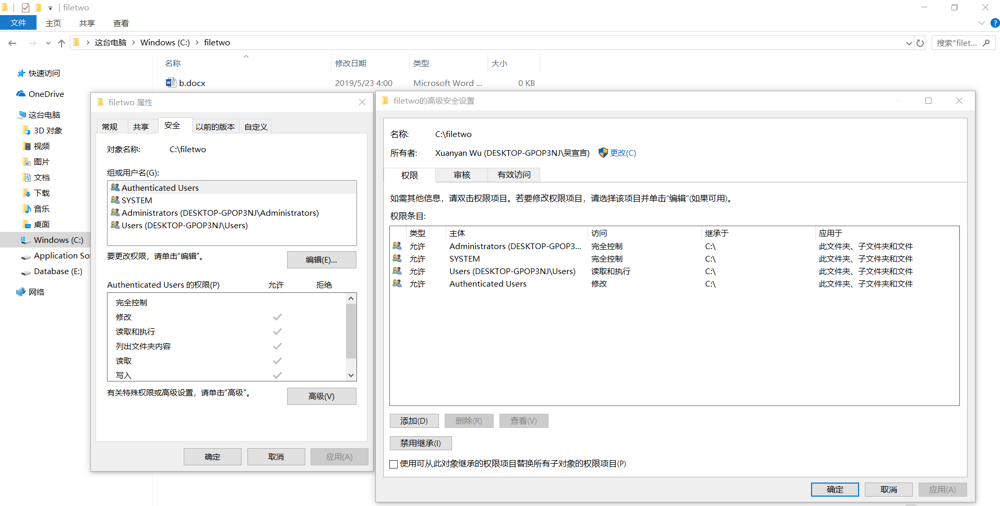 filetwo
文件 主页 共享 查看
这台电脑 Windows (C:) filetwo 搜索"filet...
名称 修改日期 类型 大小
b.docx 2019/5/23 4:00 Microsoft Word ... 0 KB
快速访问
OneDrive
这台电脑
3D 对象
视频
图片
文档
下载
音乐
桌面
Windows (C:)
Application Sof
Database (E:)
网络
filetwo 属性
常规 共享 安全 以前的版本 自定义
对象名称: C:\filetwo
组或用户名(G):
Authenticated Users
SYSTEM
Administrators (DESKTOP-GPOP3NJ\Administrators)
Users (DESKTOP-GPOP3NJ\Users)
要更改权限，请单击“编辑”。 编辑(E)...
Authenticated Users 的权限(P) 允许 拒绝
完全控制
修改
读取和执行
列出文件夹内容
读取
写入
有关特殊权限或高级设置，请单击“高级”。 高级(V)
确定 取消 应用(A)
filetwo的高级安全设置
名称: C:\filetwo
所有者: Xuanyan Wu (DESKTOP-GPOP3NJ\吴宣言) 更改(C)
权限 审核 有效访问
如需其他信息，请双击权限项目。若要修改权限项目，请选择该项目并单击“编辑”(如果可用)。
权限条目:
类型 主体 访问 继承于 应用于
允许 Administrators (DESKTOP-GPOP3... 完全控制 C:\ 此文件夹、子文件夹和文件
允许 SYSTEM 完全控制 C:\ 此文件夹、子文件夹和文件
允许 Users (DESKTOP-GPOP3NJ\Users) 读取和执行 C:\ 此文件夹、子文件夹和文件
允许 Authenticated Users 修改 C:\ 此文件夹、子文件夹和文件
添加(D) 删除(R) 查看(V)
禁用继承(I)
使用可从此对象继承的权限项目替换所有子对象的权限项目(P)
确定 取消 应用(A)